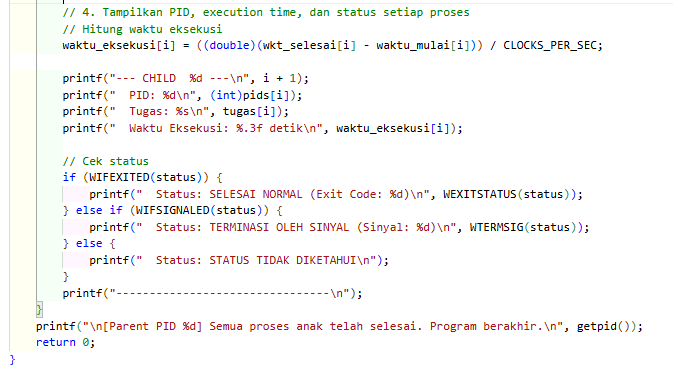 // 4. Tampilkan PID, execution time, dan status setiap proses
// Hitung waktu eksekusi
waktu_eksekusi[i] = ((double)(wkt_selesai[i] - waktu_mulai[i])) / CLOCKS_PER_SEC;
printf("--- CHILD  %d ---\n", i + 1);
printf("  PID: %d\n", (int)pids[i]);
printf("  Tugas: %s\n", tugas[i]);
printf("  Waktu Eksekusi: %.3f detik\n", waktu_eksekusi[i]);
// Cek status
if (WIFEXITED(status)) {
printf("  Status: SELESAI NORMAL (Exit Code: %d)\n", WEXITSTATUS(status));
} else if (WIFSIGNALED(status)) {
printf("  Status: TERMINASI OLEH SINYAL (Sinyal: %d)\n", WTERMSIG(status));
} else {
printf("  Status: STATUS TIDAK DIKETAHUI\n");
}
printf("--------------------------------\n");
}
printf("\n[Parent PID %d] Semua proses anak telah selesai. Program berakhir.\n", getpid());
return 0;
}